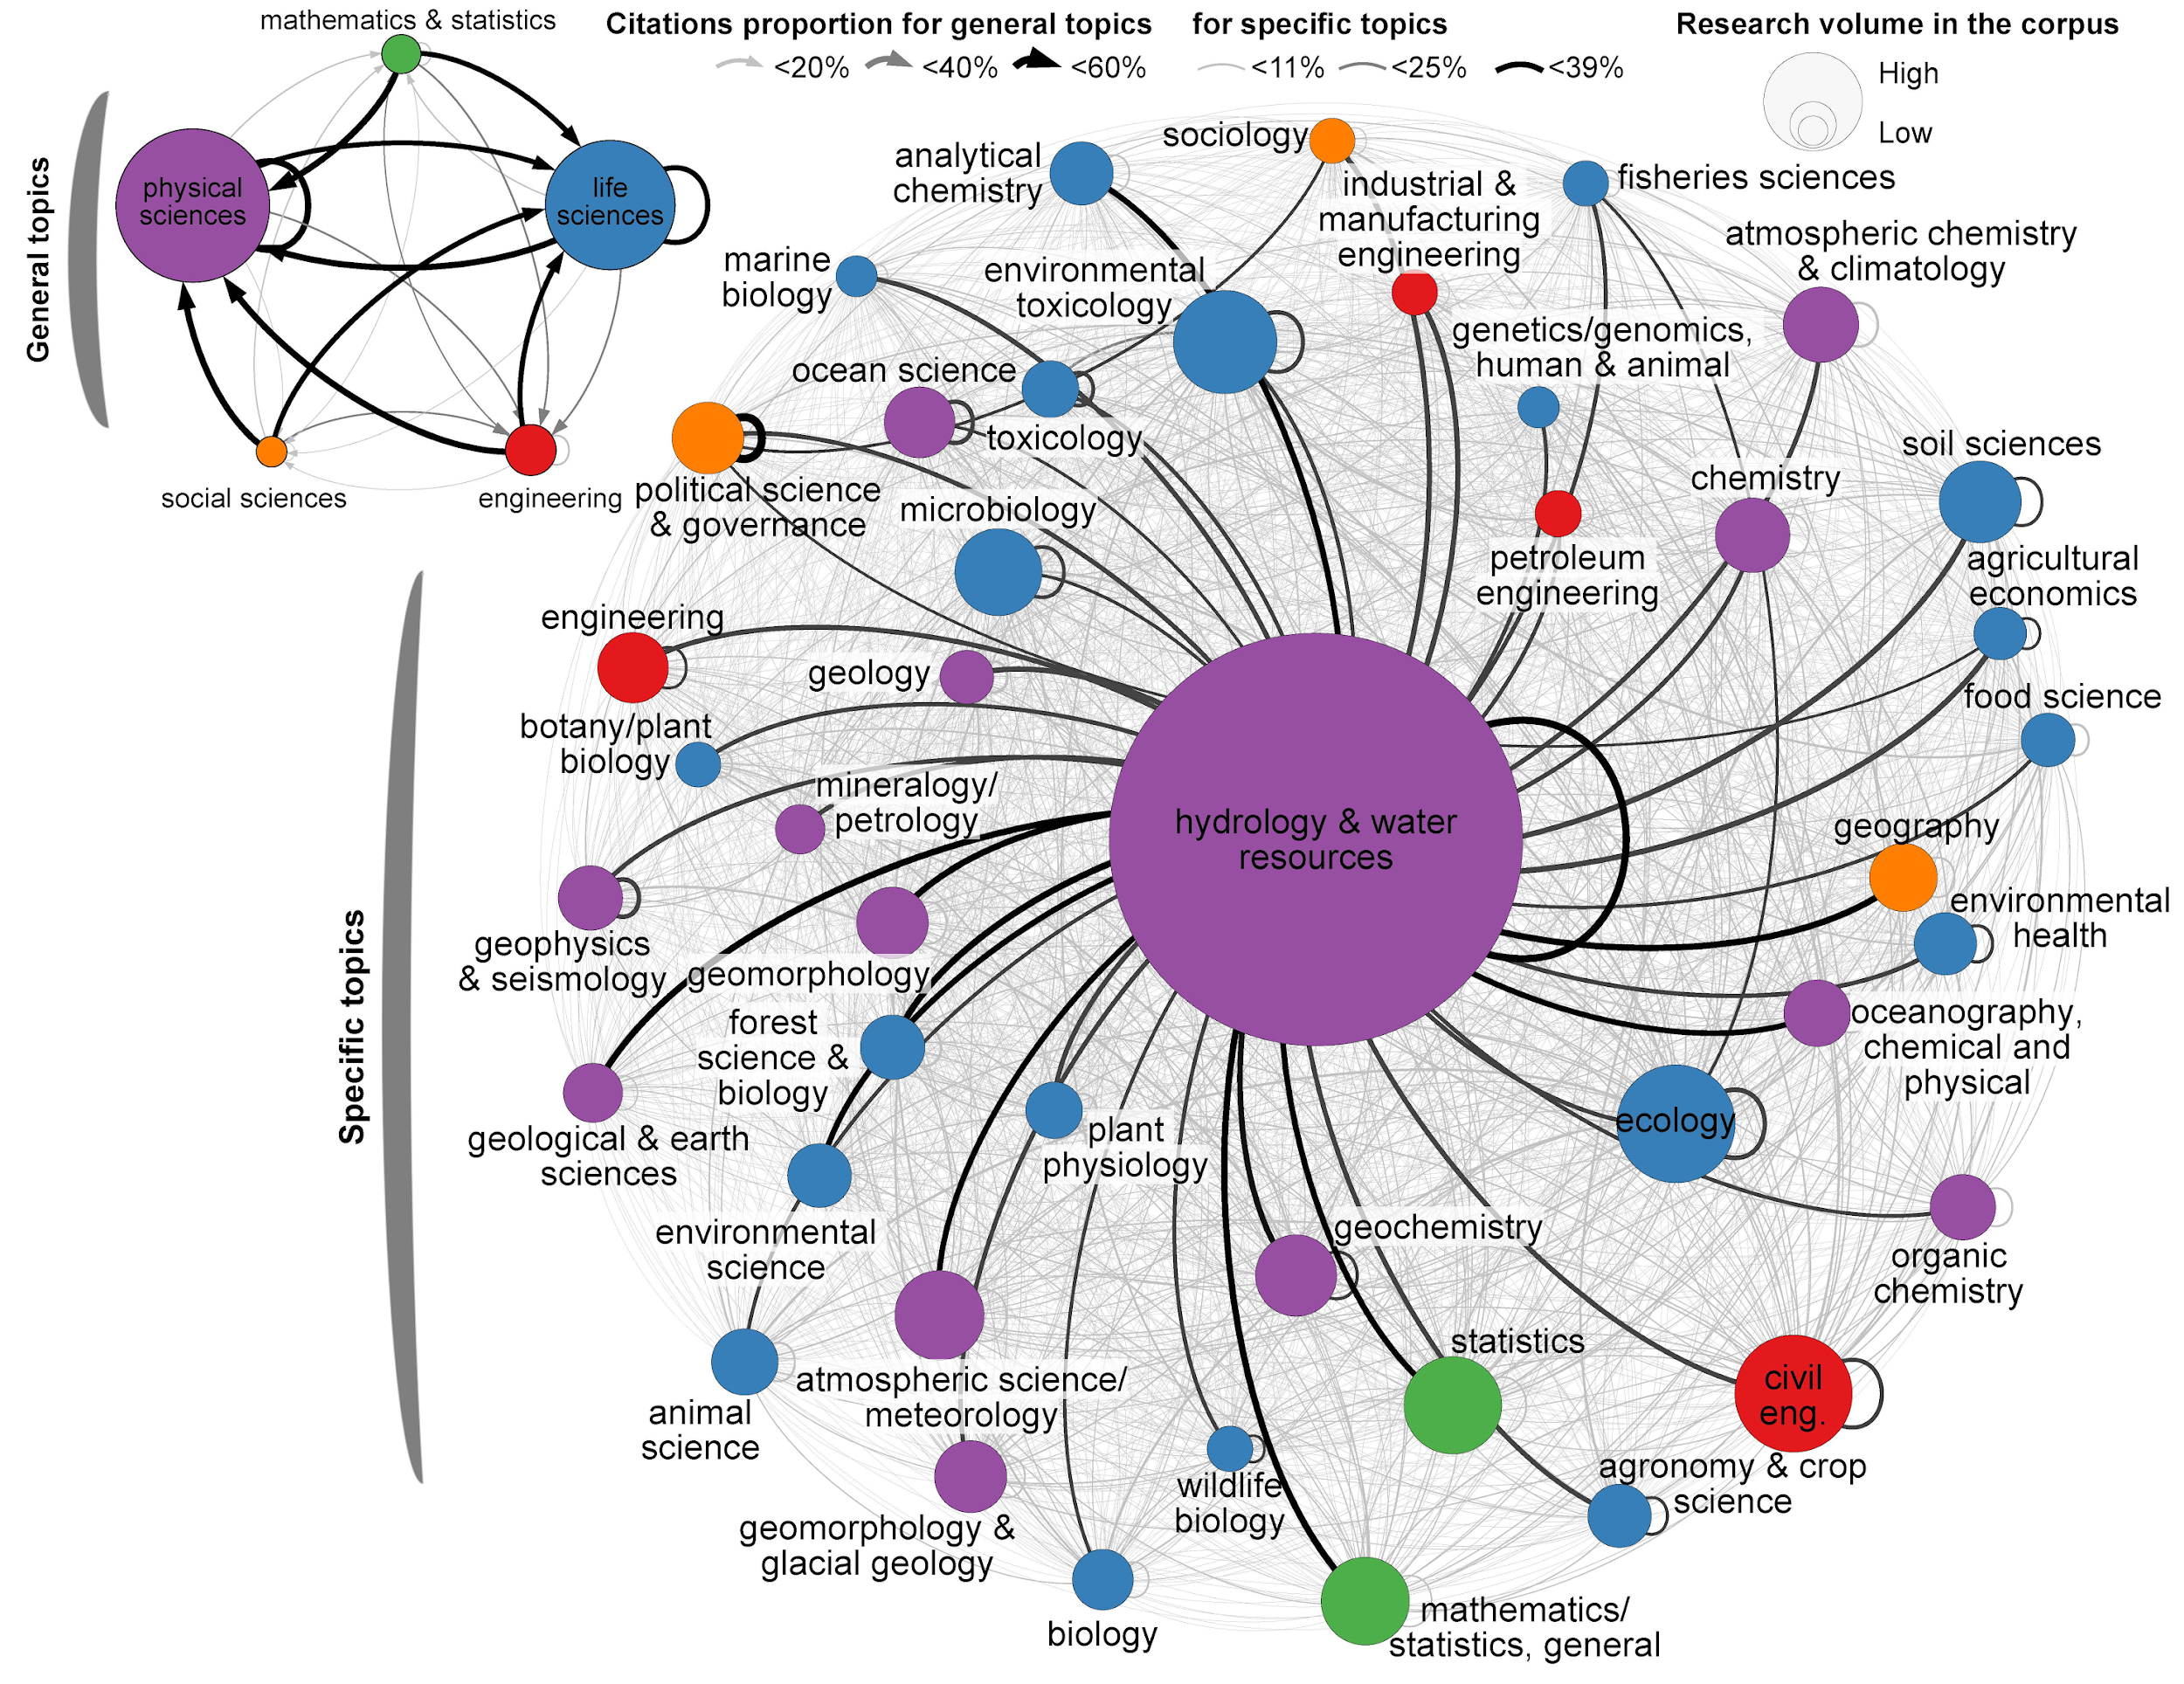 mathematics & statistics
Citations proportion for general topics
for specific topics
Research volume in the corpus
<20%
<40%
<60%
<11%
<25%
<39%
High
Low
General topics
physical
sciences
life
sciences
social sciences
engineering
Specific topics
sociology
analytical
chemistry
industrial &
manufacturing
engineering
fisheries sciences
atmospheric chemistry
& climatology
marine
biology
environmental
toxicology
genetics/genomics,
human & animal
ocean science
toxicology
soil sciences
chemistry
political science
& governance
microbiology
petroleum
engineering
agricultural
economics
engineering
geology
food science
botany/plant
biology
mineralogy/
petrology
hydrology & water
resources
geography
environmental
health
geophysics
& seismology
geomorphology
forest
science &
biology
oceanography,
chemical and
physical
geological & earth
sciences
plant
physiology
ecology
environmental
science
geochemistry
organic
chemistry
statistics
civil
eng.
atmospheric science/
meteorology
animal
science
agronomy & crop
science
wildlife
biology
geomorphology &
glacial geology
biology
mathematics/
statistics, general